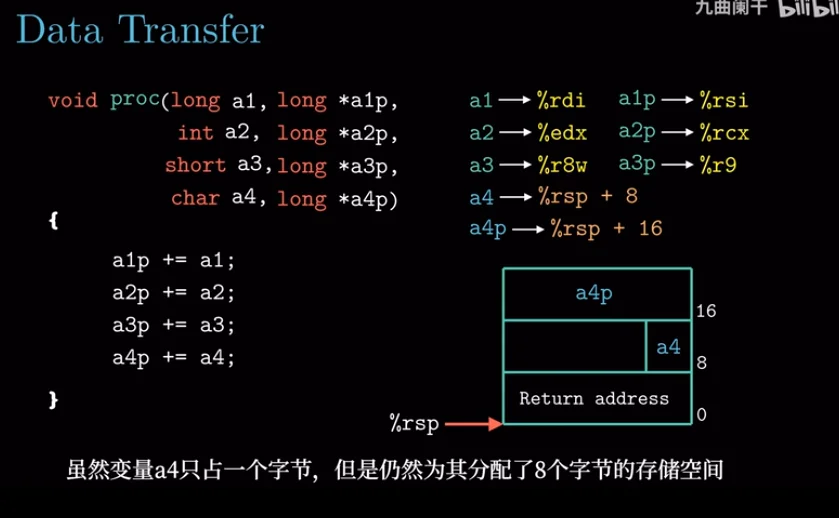 九曲阑干 bilibil
Data Transfer
void proc(long a1, long *a1p,
int a2, long *a2p,
short a3, long *a3p,
char a4, long *a4p)
{
a1p += a1;
a2p += a2;
a3p += a3;
a4p += a4;
}
a1 → %rdi a1p → %rsi
a2 → %edx a2p → %rcx
a3 → %r8w a3p → %r9
a4 → %rsp + 8
a4p → %rsp + 16
a4p
16
a4
8
Return address
0
%rsp
虽然变量a4只占一个字节，但是仍然为其分配了8个字节的存储空间